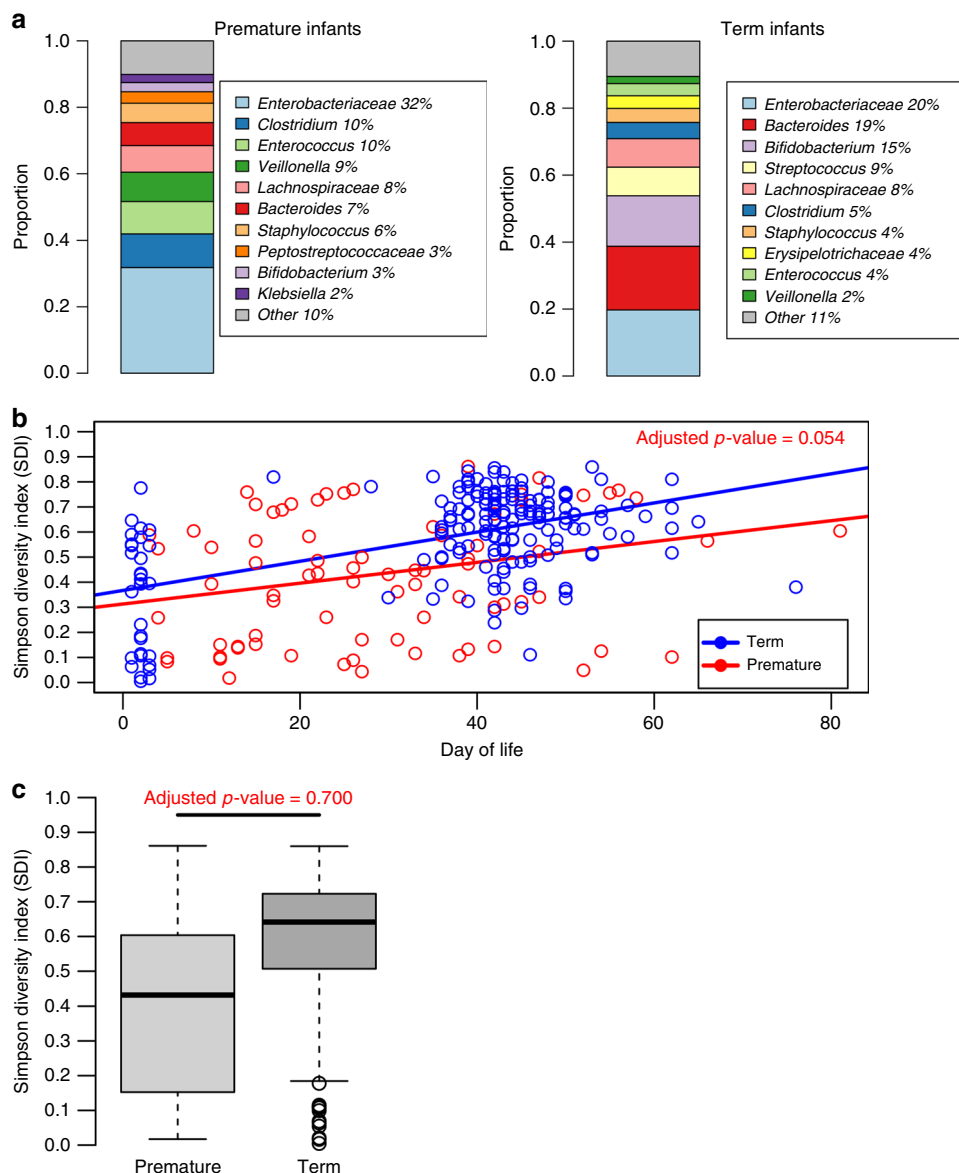 a
Premature infants
Proportion
1.0
0.8
0.6
0.4
0.2
0.0
Enterobacteriaceae 32%
Clostridium 10%
Enterococcus 10%
Veillonella 9%
Lachnospiraceae 8%
Bacteroides 7%
Staphylococcus 6%
Peptostreptococcaceae 3%
Bifidobacterium 3%
Klebsiella 2%
Other 10%
Term infants
Proportion
1.0
0.8
0.6
0.4
0.2
0.0
Enterobacteriaceae 20%
Bacteroides 19%
Bifidobacterium 15%
Streptococcus 9%
Lachnospiraceae 8%
Clostridium 5%
Staphylococcus 4%
Erysipelotrichaceae 4%
Enterococcus 4%
Veillonella 2%
Other 11%
b
Simpson diversity index (SDI)
1.0
0.9
0.8
0.7
0.6
0.5
0.4
0.3
0.2
0.1
0.0
Adjusted p-value = 0.054
Term
Premature
0 20 40 60 80
Day of life
c
Adjusted p-value = 0.700
Simpson diversity index (SDI)
1.0
0.9
0.8
0.7
0.6
0.5
0.4
0.3
0.2
0.1
0.0
Premature Term